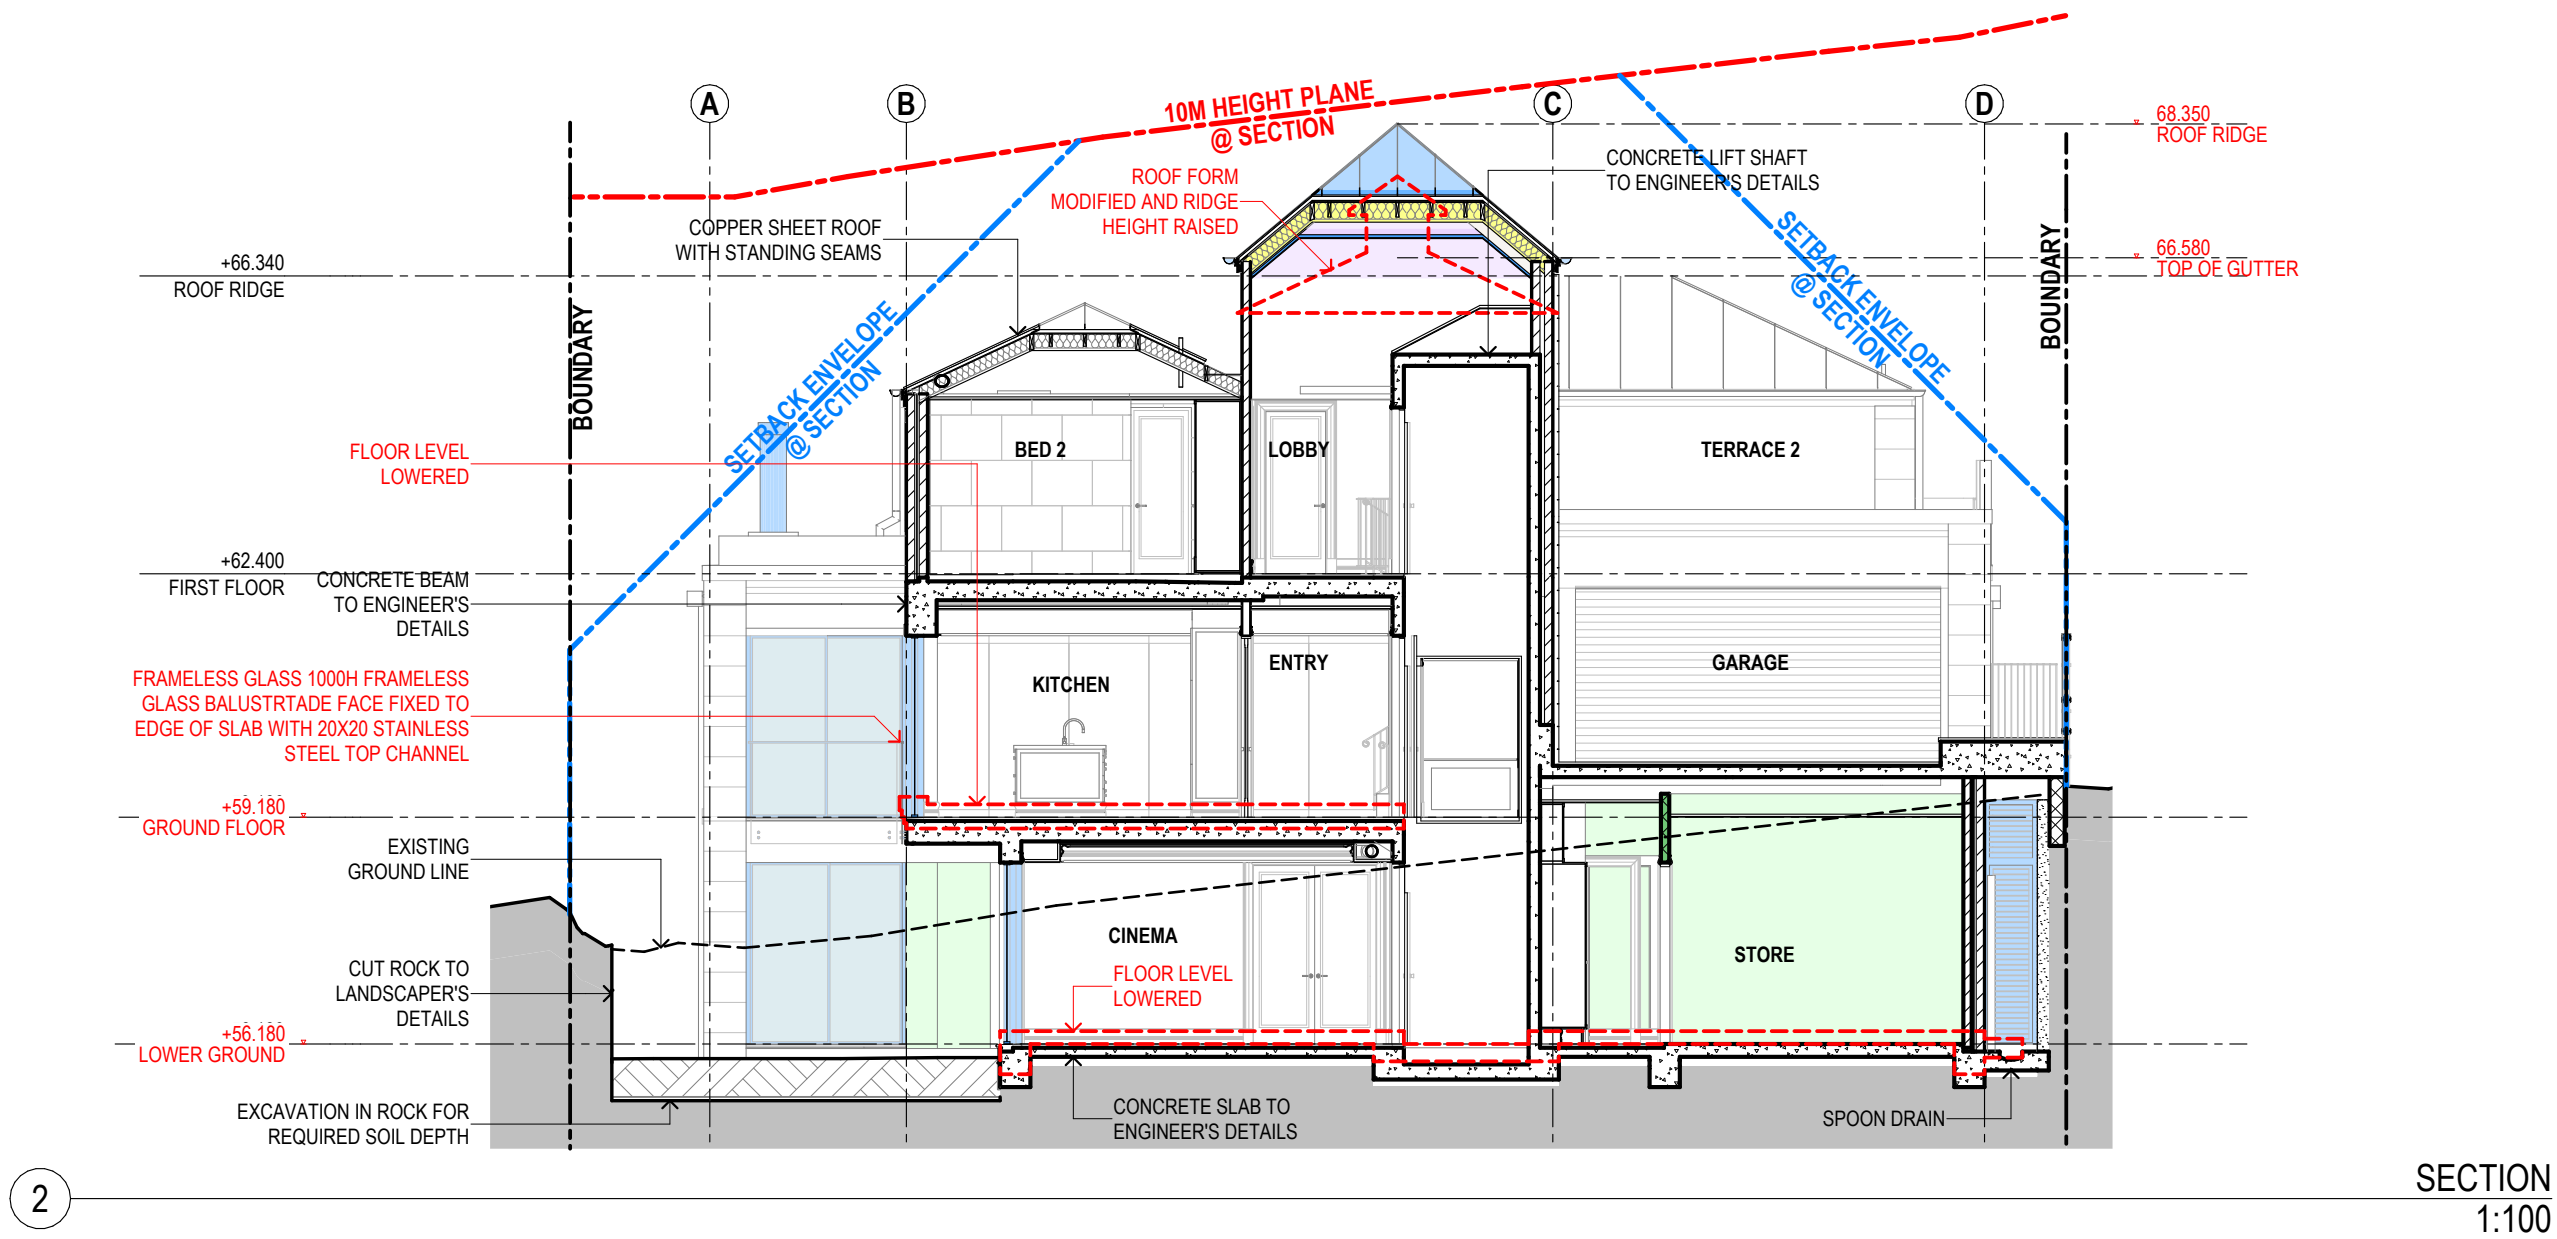 A
B
C
D
10M HEIGHT PLANE
@ SECTION
68.350
ROOF RIDGE
CONCRETE LIFT SHAFT
TO ENGINEER'S DETAILS
ROOF FORM
MODIFIED AND RIDGE
HEIGHT RAISED
COPPER SHEET ROOF
WITH STANDING SEAMS
+66.340
ROOF RIDGE
66.580
TOP OF GUTTER
BOUNDARY
SETBACK ENVELOPE
@ SECTION
SETBACK ENVELOPE
@ SECTION
BOUNDARY
FLOOR LEVEL
LOWERED
BED 2
LOBBY
TERRACE 2
+62.400
FIRST FLOOR
CONCRETE BEAM
TO ENGINEER'S
DETAILS
FRAMELESS GLASS 1000H FRAMELESS
GLASS BALUSTRTADE FACE FIXED TO
EDGE OF SLAB WITH 20X20 STAINLESS
STEEL TOP CHANNEL
KITCHEN
ENTRY
GARAGE
+59.180
GROUND FLOOR
EXISTING
GROUND LINE
CUT ROCK TO
LANDSCAPER'S
DETAILS
CINEMA
FLOOR LEVEL
LOWERED
STORE
+56.180
LOWER GROUND
EXCAVATION IN ROCK FOR
REQUIRED SOIL DEPTH
CONCRETE SLAB TO
ENGINEER'S DETAILS
SPOON DRAIN
2
SECTION
1:100